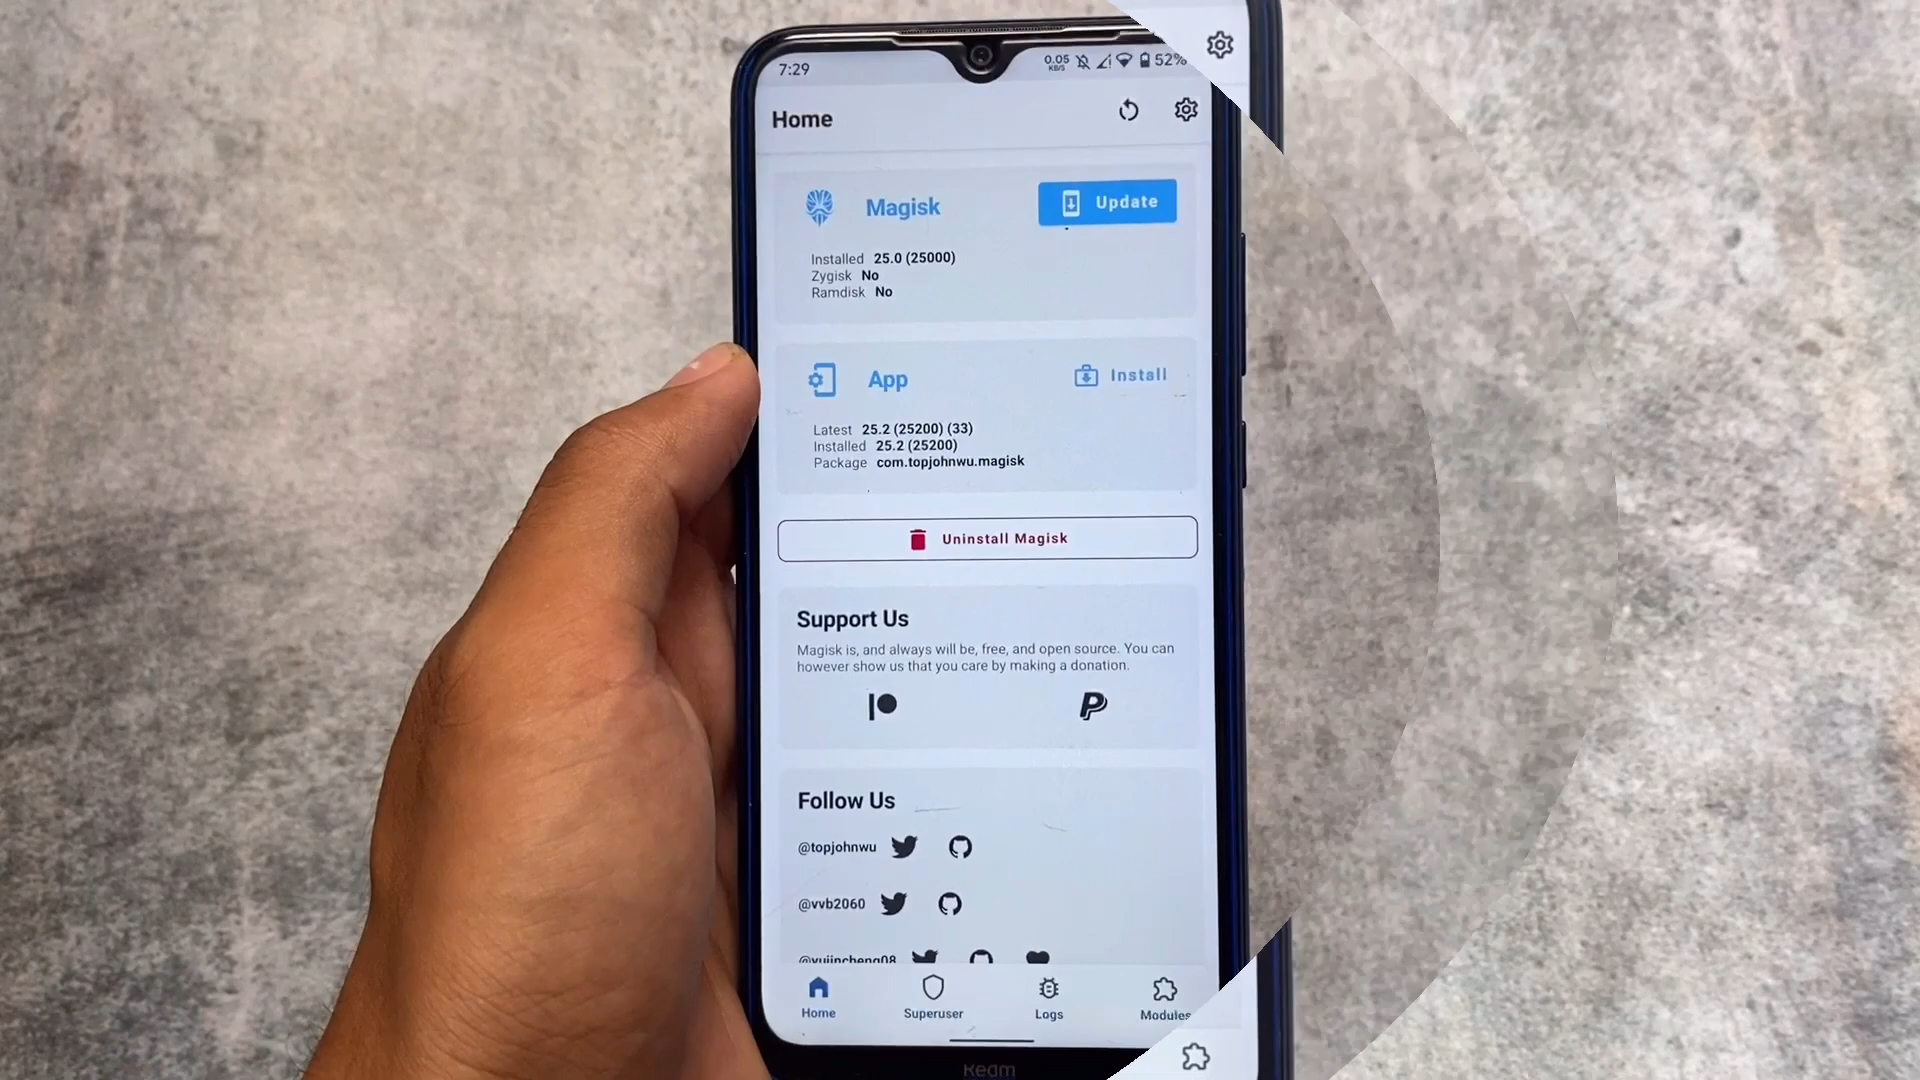 7:29
0.05 KB/S 52%
Home
Magisk
Update
Installed 25.0 (25000)
Zygisk No
Ramdisk No
App
Install
Latest 25.2 (25200) (33)
Installed 25.2 (25200)
Package com.topjohnwu.magisk
Uninstall Magisk
Support Us
Magisk is, and always will be, free, and open source. You can
however show us that you care by making a donation.
Follow Us
@topjohnwu
@vvb2060
@yujincheng08
Home
Superuser
Logs
Modules